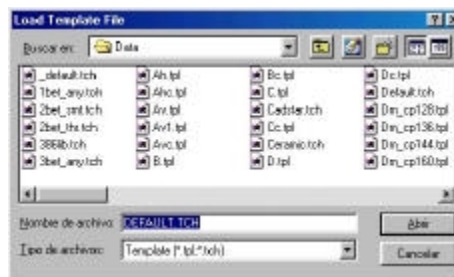 Load Template File
Buscar en: Data
_default.tch
1bet_any.tch
2bet_smt.tch
2bet_thr.tch
386lib.tch
3bet_any.tch
Ah.tpl
Aho.tpl
Av.tpl
Av1.tpl
Avo.tpl
B.tpl
Bc.tpl
C.tpl
Cadstar.tch
Cc.tpl
Ceramic.tch
D.tpl
Dc.tpl
Default.tch
Dm_cp128.tpl
Dm_cp136.tpl
Dm_cp144.tpl
Dm_cp160.tpl
Nombre de archivo: DEFAULT.TCH
Abrir
Tipo de archivos: Template (*.tpl;*.tch)
Cancelar